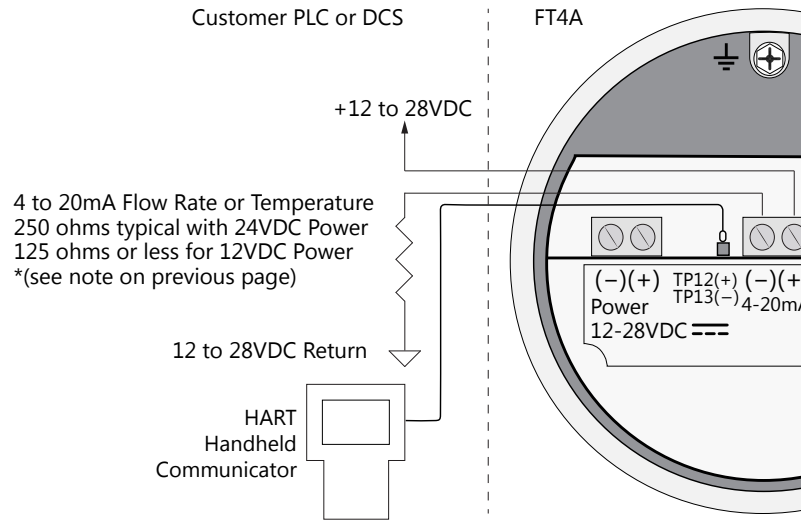 Customer PLC or DCS
FT4A
+12 to 28VDC
4 to 20mA Flow Rate or Temperature
250 ohms typical with 24VDC Power
125 ohms or less for 12VDC Power
*(see note on previous page)
12 to 28VDC Return
HART
Handheld
Communicator
(−)(+)
Power
12-28VDC
TP12(+)
TP13(−)
(−)(+
4-20mA